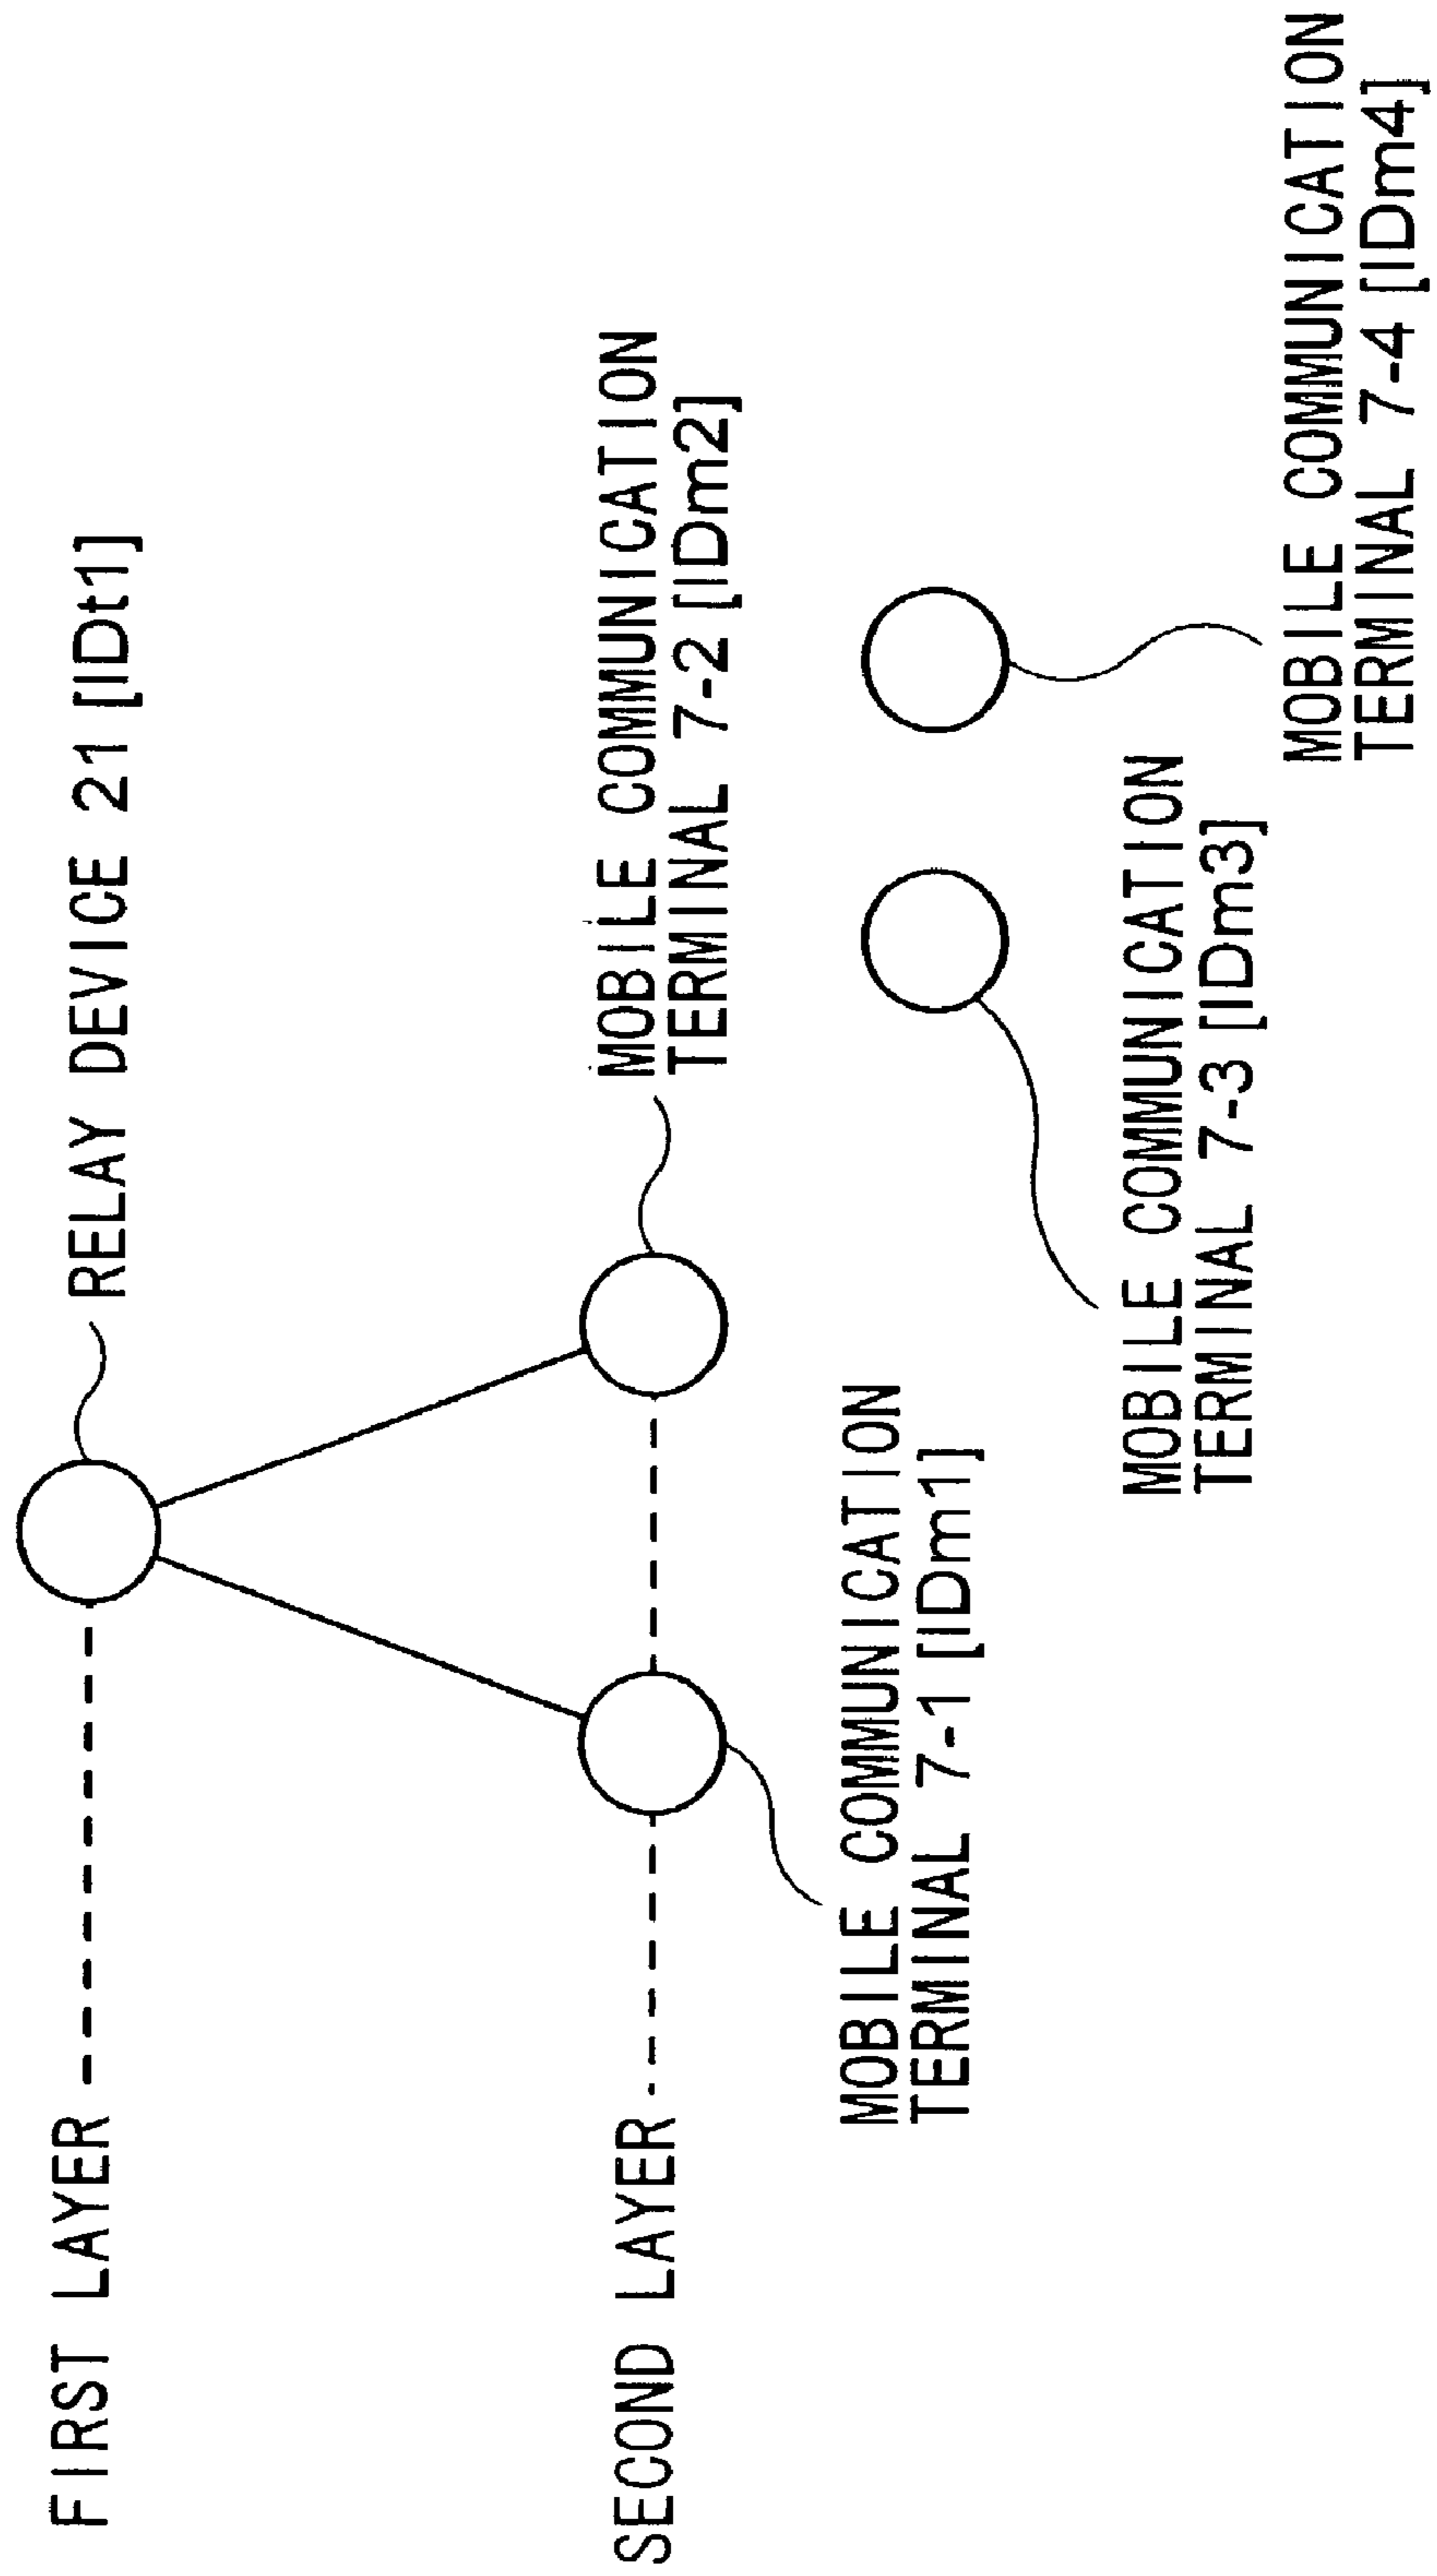 FIRST LAYER
RELAY DEVICE 21 [IDt1]
SECOND LAYER
MOBILE COMMUNICATION
TERMINAL 7-2 [IDm2]
MOBILE COMMUNICATION
TERMINAL 7-1 [IDm1]
MOBILE COMMUNICATION
TERMINAL 7-3 [IDm3]
MOBILE COMMUNICATION
TERMINAL 7-4 [IDm4]